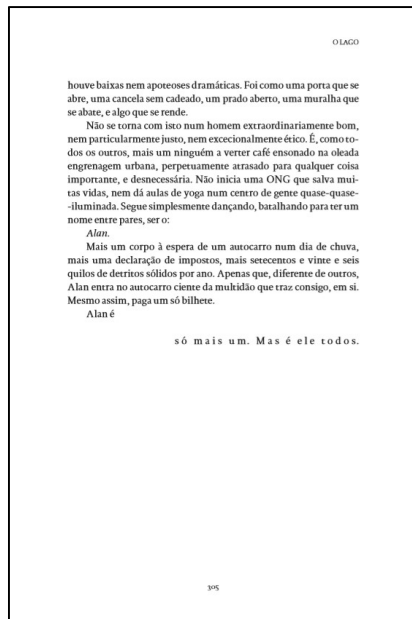 O LAGO
houve baixas nem apoteoses dramáticas. Foi como uma porta que se
abre, uma cancela sem cadeado, um prado aberto, uma muralha que
se abate, e algo que se rende.
Não se torna com isto num homem extraordinariamente bom,
nem particularmente justo, nem excecionalmente ético. É, como to-
dos os outros, mais um ninguém a verter café ensonado na oleada
engrenagem urbana, perpetuamente atrasado para qualquer coisa
importante, e desnecessária. Não inicia uma ONG que salva mui-
tas vidas, nem dá aulas de yoga num centro de gente quase-quase-
-iluminada. Segue simplesmente dançando, batalhando para ter um
nome entre pares, ser o:
Alan.
Mais um corpo à espera de um autocarro num dia de chuva,
mais uma declaração de impostos, mais setecentos e vinte e seis
quilos de detritos sólidos por ano. Apenas que, diferente de outros,
Alan entra no autocarro ciente da multidão que traz consigo, em si.
Mesmo assim, paga um só bilhete.
Alan é
só mais um. Mas é ele todos.
305